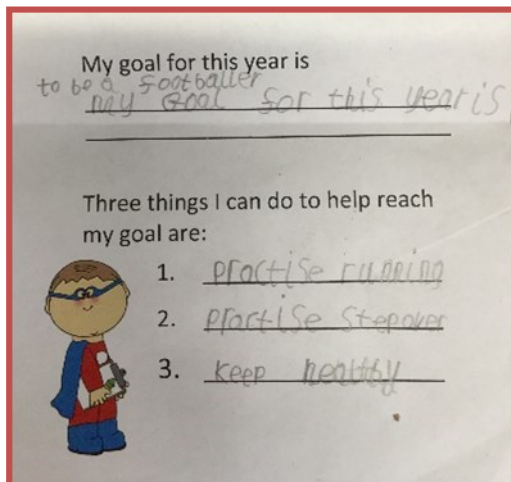 My goal for this year is
to be a footballer
my Gool for this year is
Three things I can do to help reach
my goal are:
1. practise running
2. practise stepover
3. keep healthy